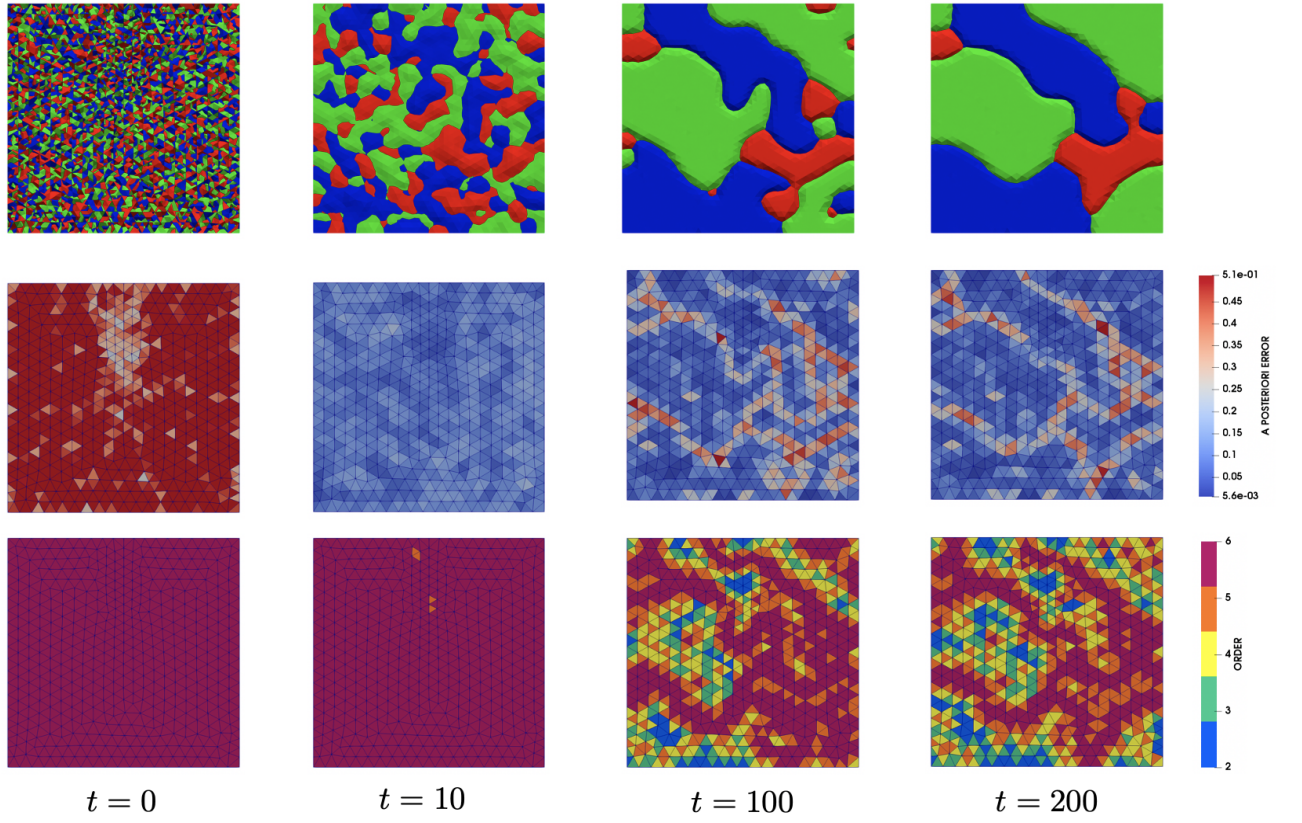 5.1e-01
0.45
0.4
0.35
0.3
0.25
0.2
0.15
0.1
0.05
5.6e-03
A POSTERIORI ERROR
6
5
4
3
2
ORDER
t = 0
t = 10
t = 100
t = 200